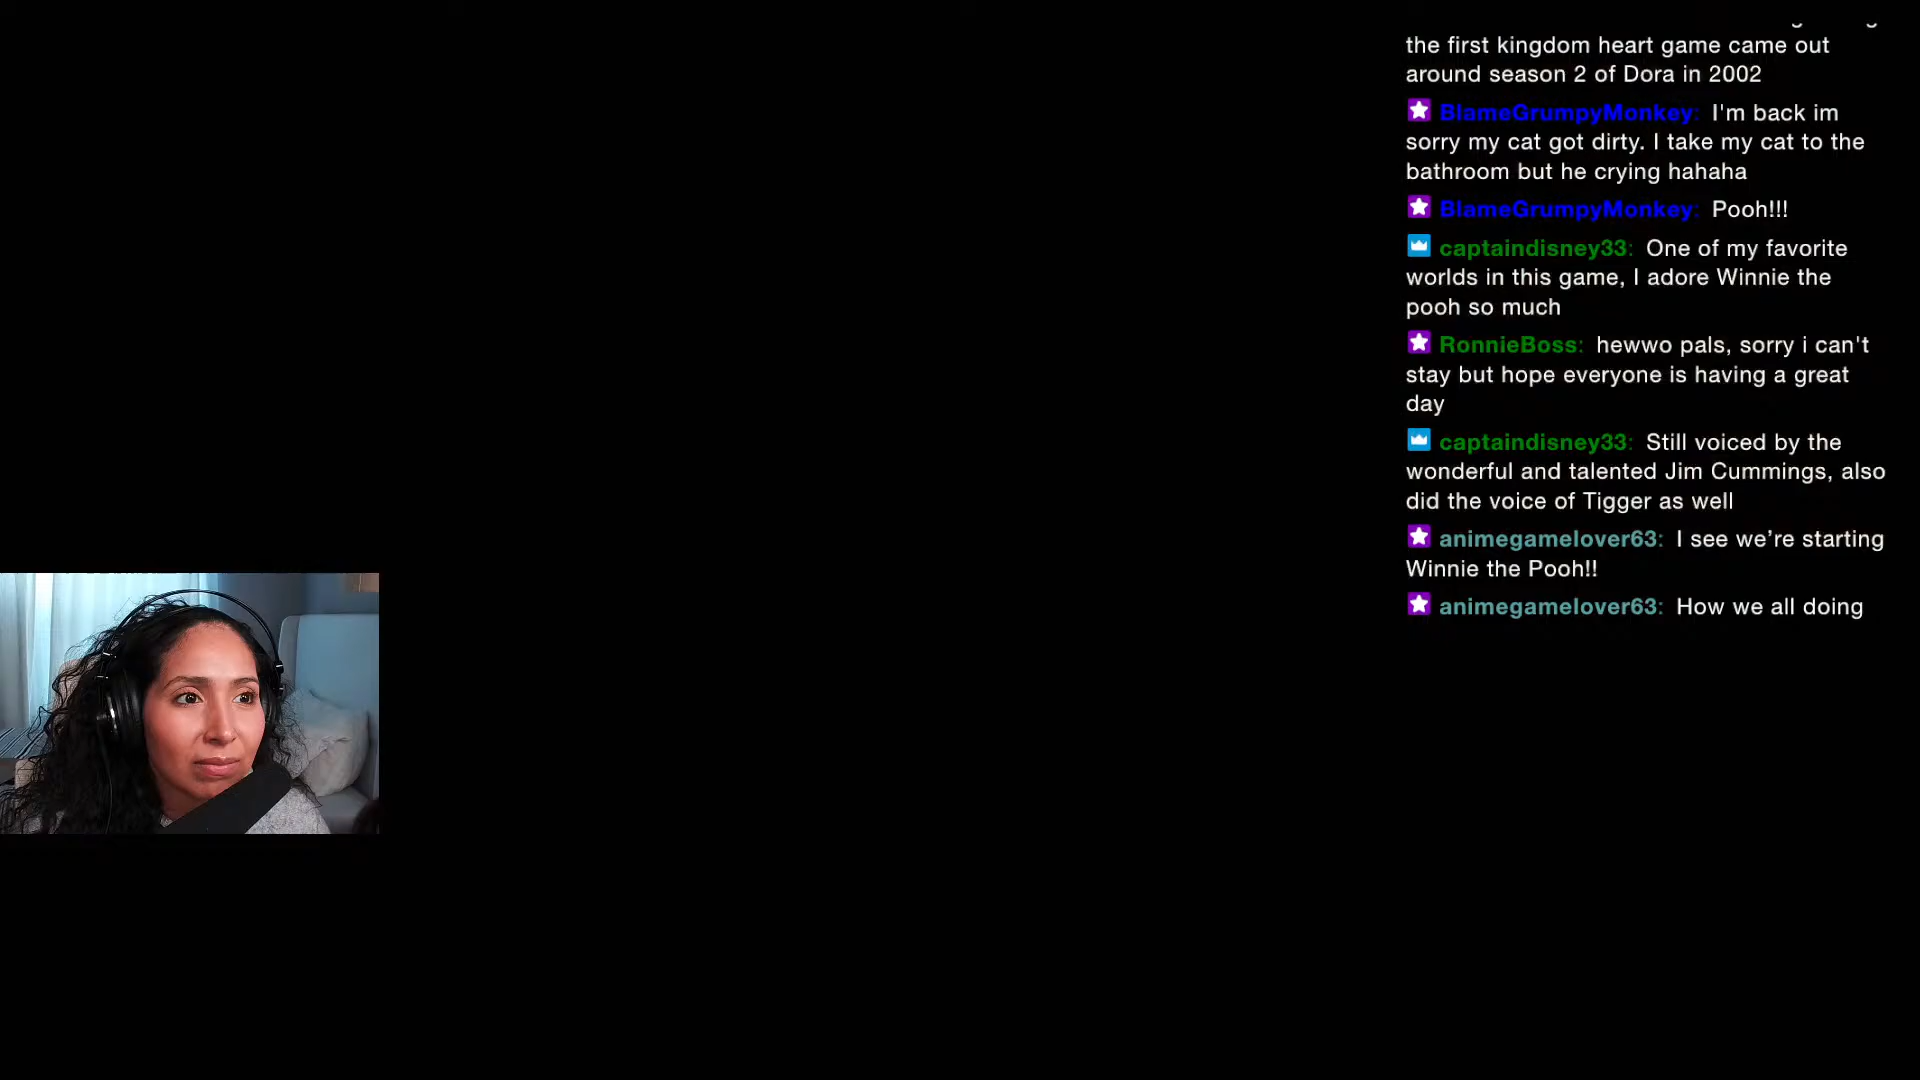 the first kingdom heart game came out
around season 2 of Dora in 2002
BlameGrumpyMonkey: I'm back im
sorry my cat got dirty. I take my cat to the
bathroom but he crying hahaha
BlameGrumpyMonkey: Pooh!!!
captaindisney33: One of my favorite
worlds in this game, I adore Winnie the
pooh so much
RonnieBoss: hewwo pals, sorry i can't
stay but hope everyone is having a great
day
captaindisney33: Still voiced by the
wonderful and talented Jim Cummings, also
did the voice of Tigger as well
animegamelover63: I see we’re starting
Winnie the Pooh!!
animegamelover63: How we all doing